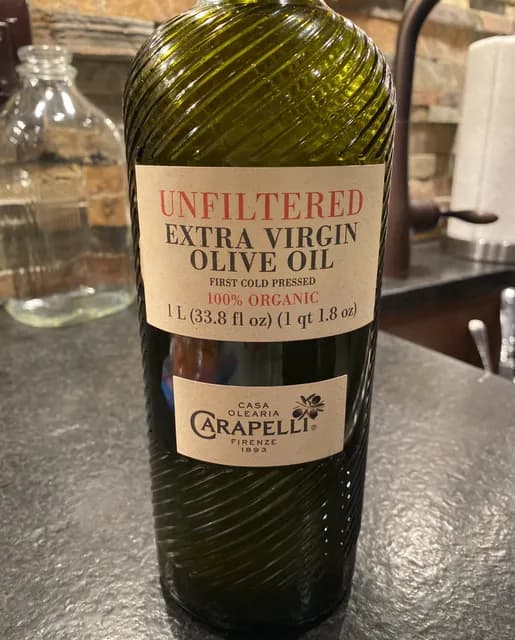 UNFILTERED
EXTRA VIRGIN
OLIVE OIL
FIRST COLD PRESSED
100% ORGANIC
1 L (33.8 fl oz) (1 qt 1.8 oz)
CASA
OLEARIA
CARAPELLI®
FIRENZE
1893